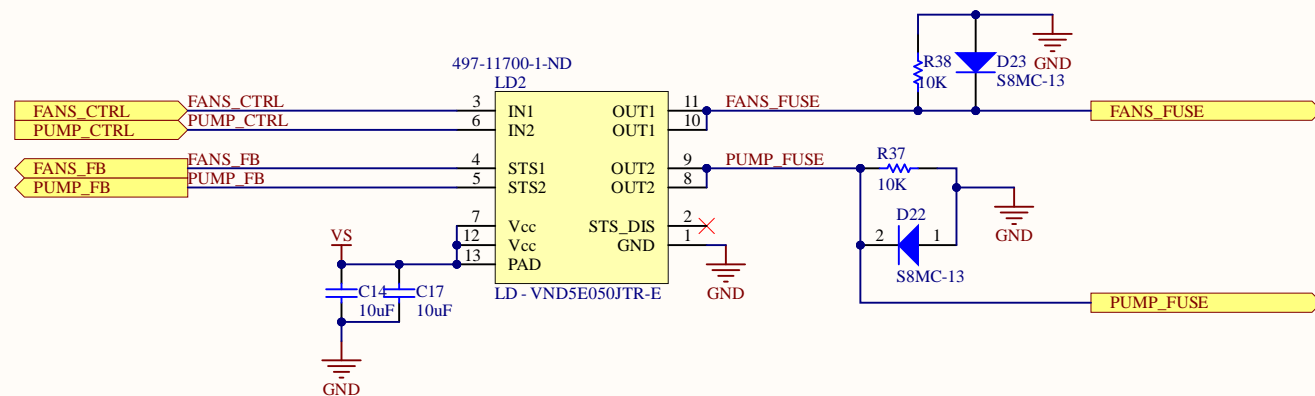 497-11700-1-ND
LD2
R38
10K
D23
S8MC-13
GND
FANS_CTRL
FANS_CTRL
3
IN1
OUT1
11
FANS_FUSE
FANS_FUSE
PUMP_CTRL
PUMP_CTRL
6
IN2
OUT1
10
FANS_FB
FANS_FB
4
STS1
OUT2
9
PUMP_FUSE
R37
10K
PUMP_FB
PUMP_FB
5
STS2
OUT2
8
GND
7
Vcc
STS_DIS
2
D22
2
1
S8MC-13
VS
12
Vcc
GND
1
13
PAD
GND
C14
10uF
C17
10uF
LD - VND5E050JTR-E
PUMP_FUSE
GND